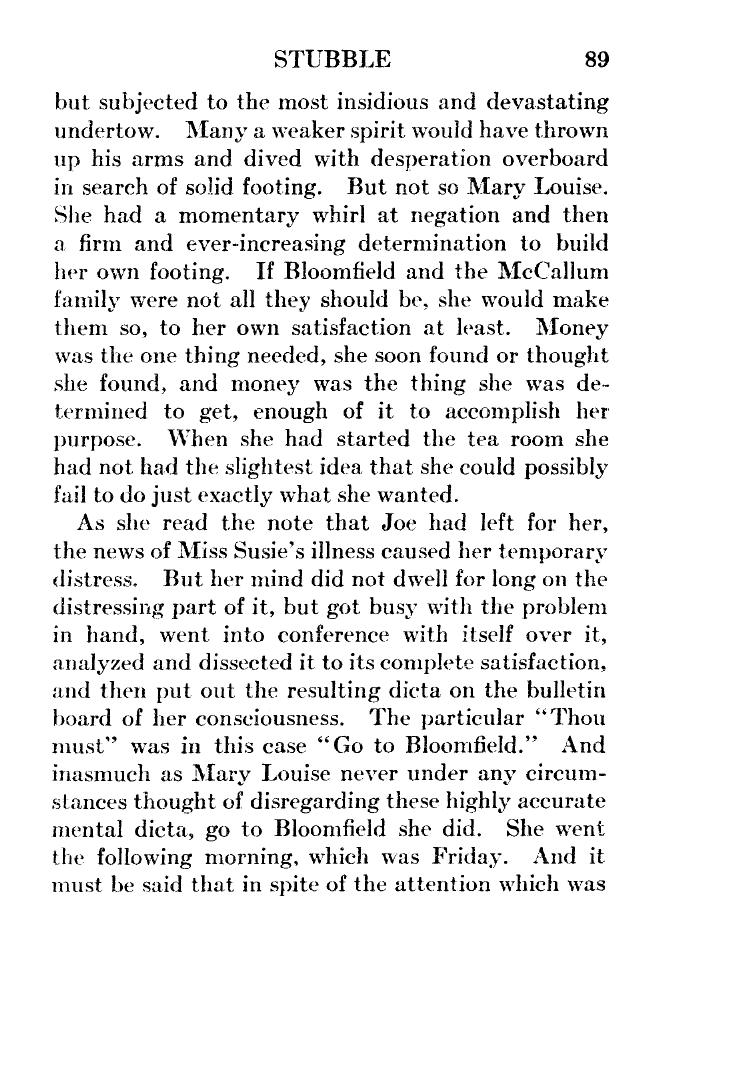 STUBBLE 89
but subjected to the most insidious and devastating
undertow. Many a weaker spirit would have thrown
up his arms and dived with desperation overboard
in search of solid footing. But not so Mary Louise.
She had a momentary whirl at negation and then
a firm and ever-increasing determination to build
her own footing. If Bloomfield and the McCallum
family were not all they should be, she would make
them so, to her own satisfaction at least. Money
was the one thing needed, she soon found or thought
she found, and money was the thing she was de-
termined to get, enough of it to accomplish her
purpose. When she had started the tea room she
had not had the slightest idea that she could possibly
fail to do just exactly what she wanted.
As she read the note that Joe had left for her,
the news of Miss Susie's illness caused her temporary
distress. But her mind did not dwell for long on the
distressing part of it, but got busy with the problem
in hand, went into conference with itself over it,
analyzed and dissected it to its complete satisfaction,
and then put out the resulting dicta on the bulletin
board of her consciousness. The particular "Thou
must" was in this case "Go to Bloomfield." And
inasmuch as Mary Louise never under any circum-
stances thought of disregarding these highly accurate
mental dicta, go to Bloomfield she did. She went
the following morning, which was Friday. And it
must be said that in spite of the attention which was